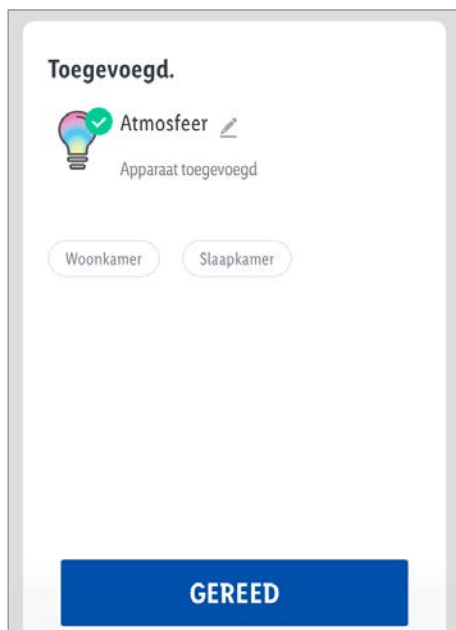 Toegevoegd.
Atmosfeer
Apparaat toegevoegd
Woonkamer Slaapkamer
GEREED